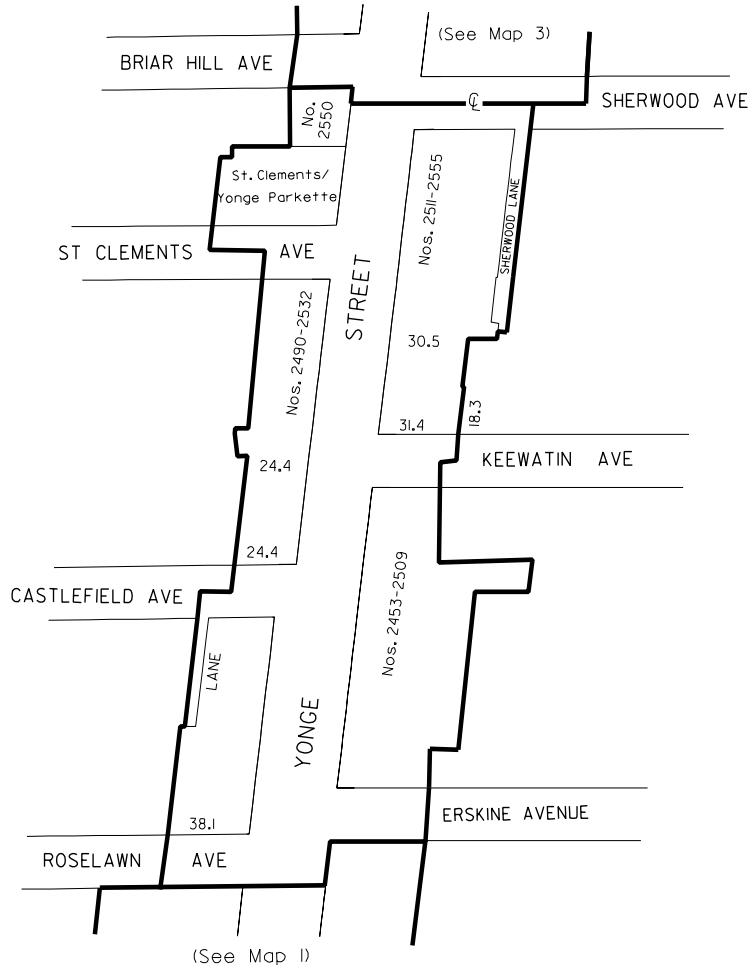 (See Map 3)
BRIAR HILL AVE
SHERWOOD AVE
℄
No.
2550
St. Clements/
Yonge Parkette
Nos. 2511-2555
SHERWOOD LANE
ST CLEMENTS AVE
STREET
Nos. 2490-2532
30.5
31.4
18.3
KEEWATIN AVE
24.4
24.4
CASTLEFIELD AVE
Nos. 2453-2509
LANE
YONGE
38.1
ERSKINE AVENUE
ROSELAWN AVE
(See Map 1)